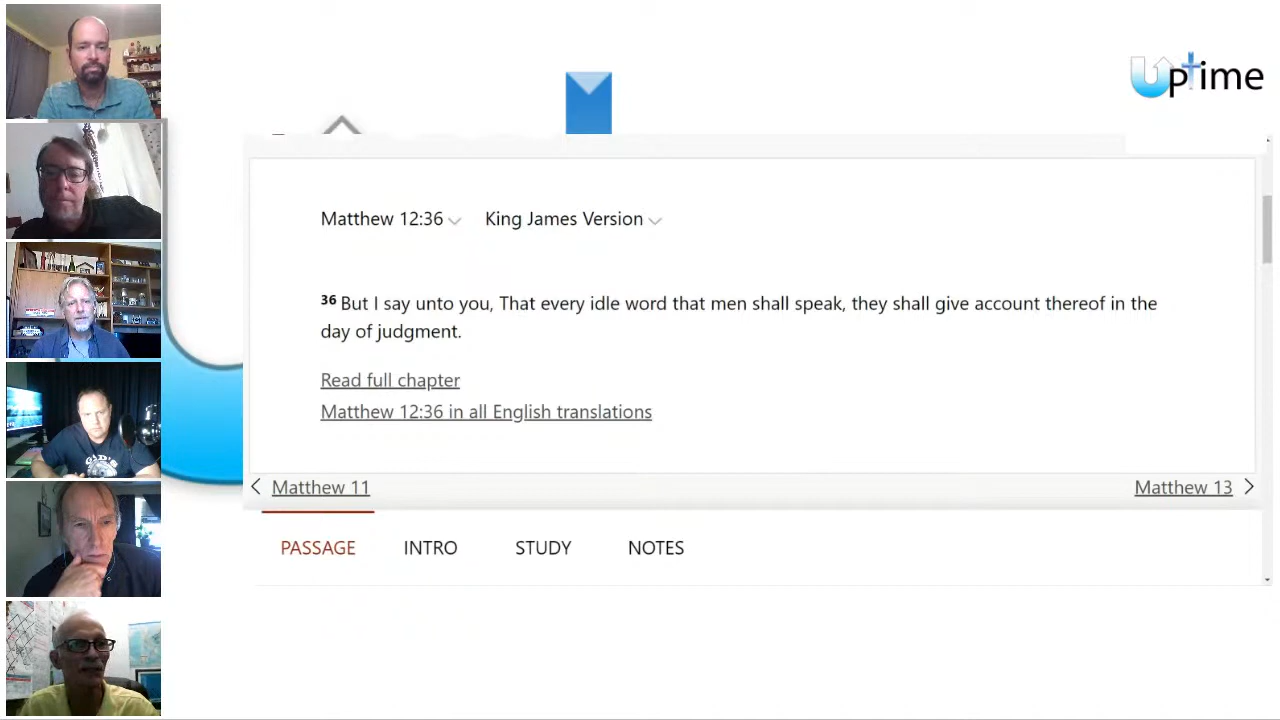 Uptime
Matthew 12:36 King James Version
36 But I say unto you, That every idle word that men shall speak, they shall give account thereof in the
day of judgment.
Read full chapter
Matthew 12:36 in all English translations
Matthew 11 Matthew 13
PASSAGE INTRO STUDY NOTES